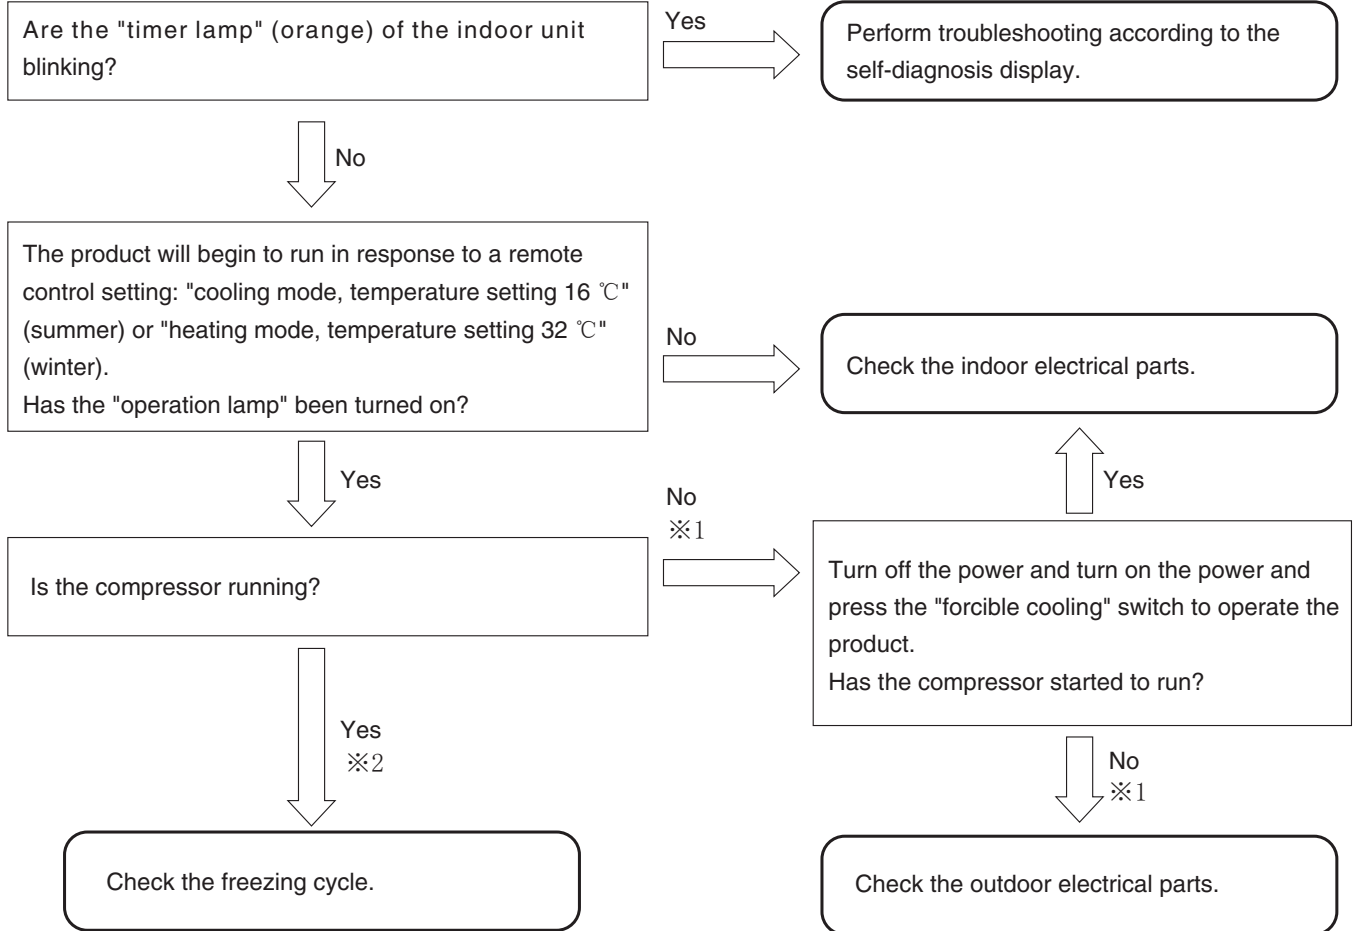 Are the "timer lamp" (orange) of the indoor unit
blinking?
Yes
Perform troubleshooting according to the
self-diagnosis display.
No
The product will begin to run in response to a remote
control setting: "cooling mode, temperature setting 16 ℃"
(summer) or "heating mode, temperature setting 32 ℃"
(winter).
Has the "operation lamp" been turned on?
No
Check the indoor electrical parts.
Yes
Yes
Is the compressor running?
No
※1
Turn off the power and turn on the power and
press the "forcible cooling" switch to operate the
product.
Has the compressor started to run?
Yes
※2
No
※1
Check the freezing cycle.
Check the outdoor electrical parts.